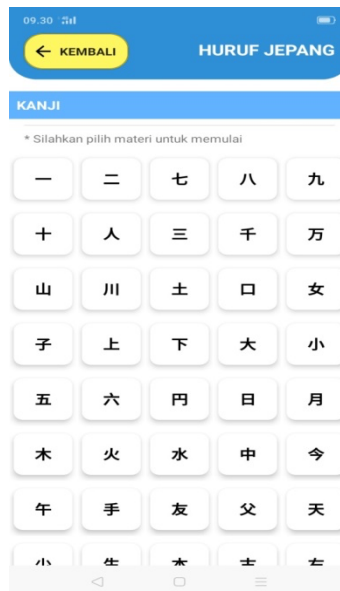 09.30
← KEMBALI
HURUF JEPANG
KANJI
* Silahkan pilih materi untuk memulai
一 二 七 八 九
十 人 三 千 万
山 川 土 口 女
子 上 下 大 小
五 六 円 日 月
木 火 水 中 今
午 手 友 父 天